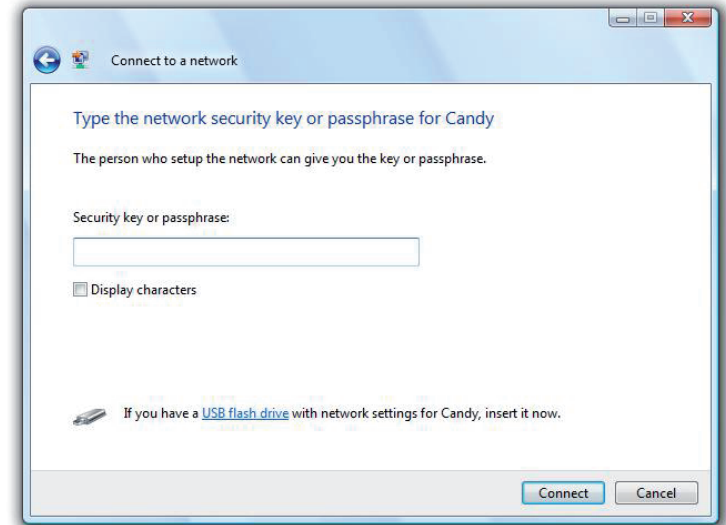 Connect to a network
Type the network security key or passphrase for Candy
The person who setup the network can give you the key or passphrase.
Security key or passphrase:
Display characters
If you have a USB flash drive with network settings for Candy, insert it now.
Connect Cancel